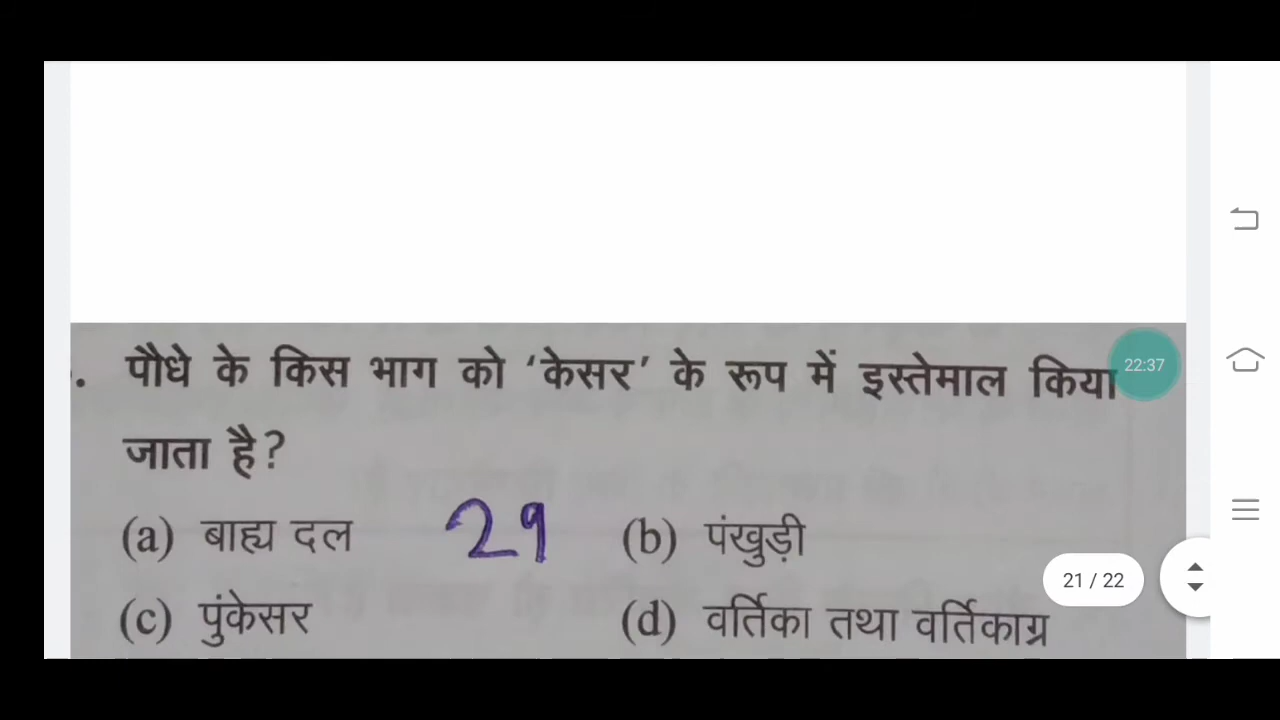 . पौधे के किस भाग को 'केसर' के रूप में इस्तेमाल किया
22:37
जाता है?
(a) बाह्य दल 29 (b) पंखुड़ी
21 / 22
(c) पुंकेसर (d) वर्तिका तथा वर्तिकाग्र